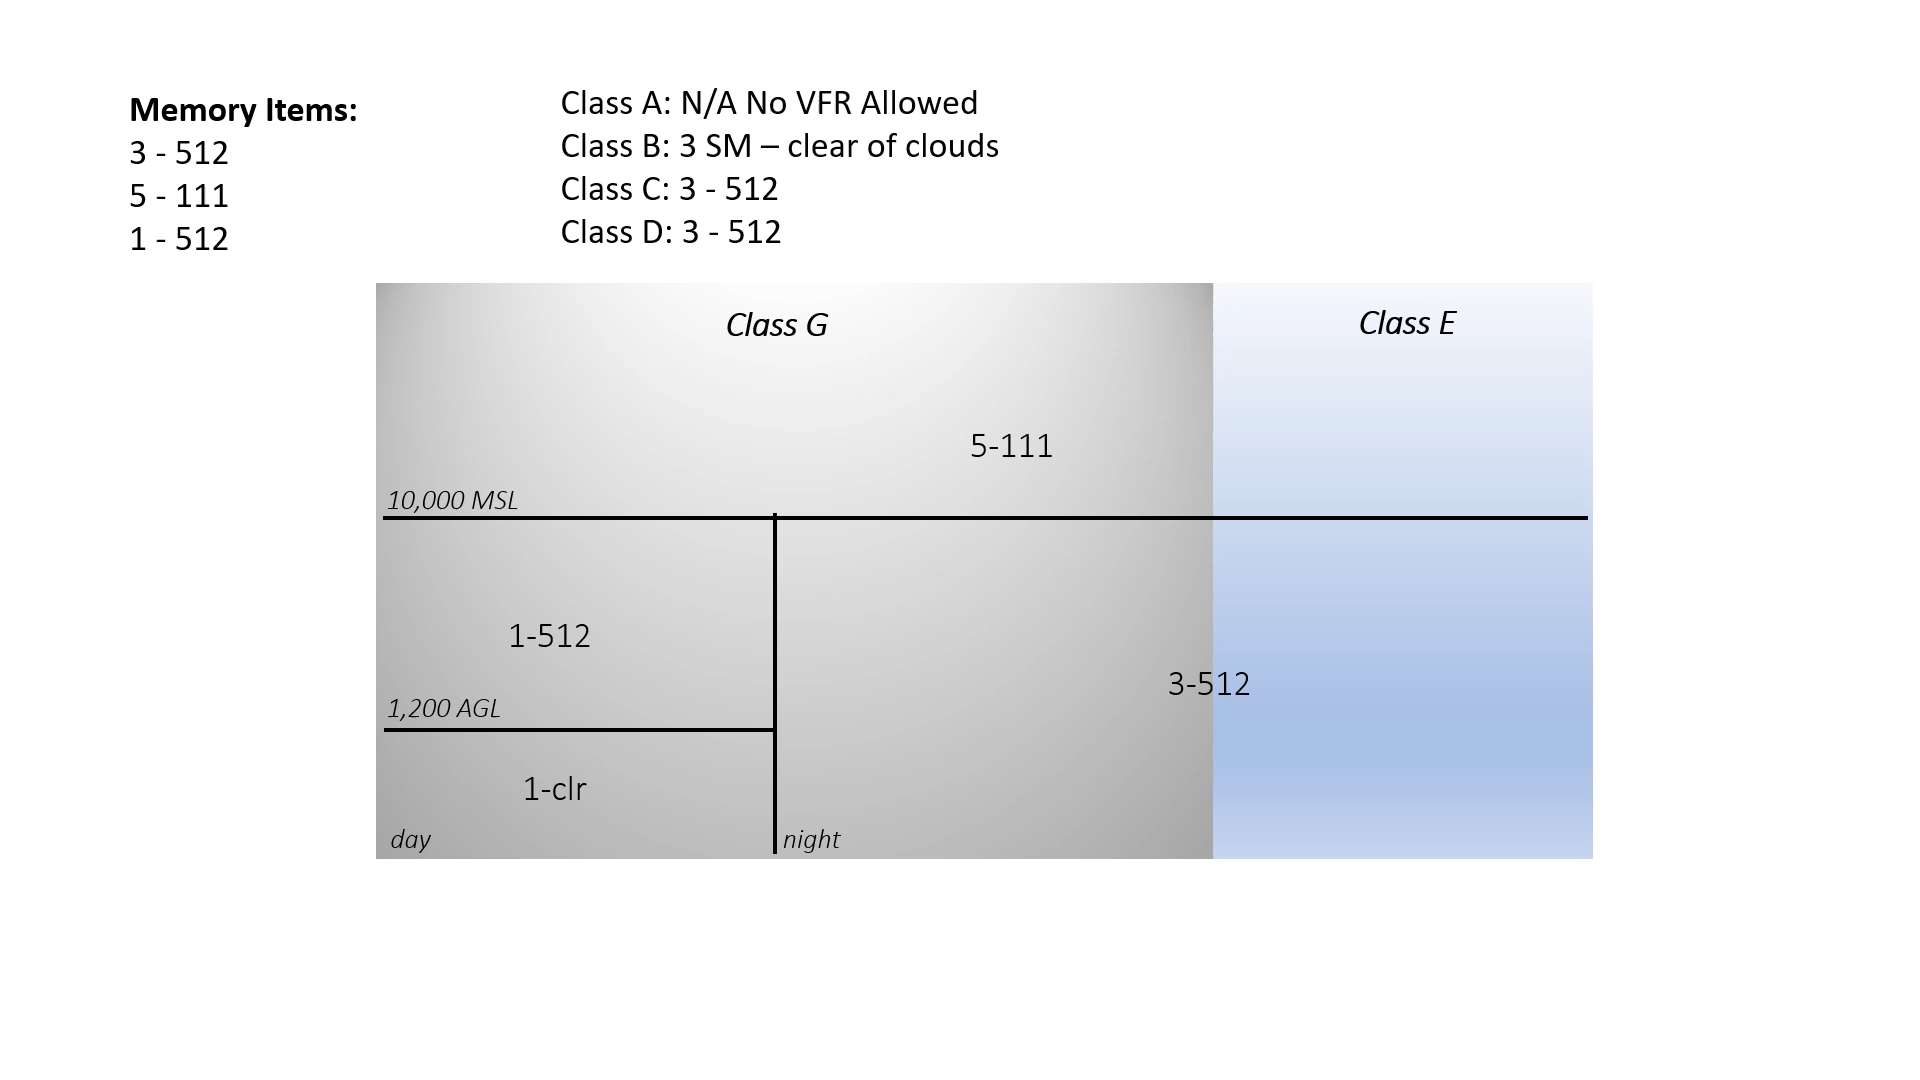 Memory Items:
3 - 512
5 - 111
1 - 512
Class A: N/A No VFR Allowed
Class B: 3 SM – clear of clouds
Class C: 3 - 512
Class D: 3 - 512
Class G
Class E
5-111
10,000 MSL
1-512
3-512
1,200 AGL
1-clr
day
night